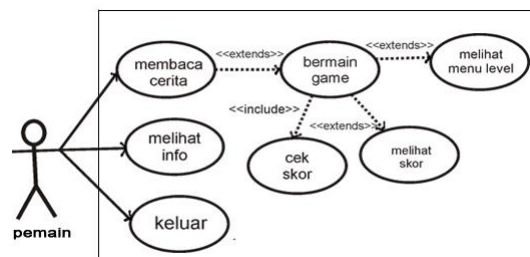 membaca
cerita
<<extends>>
bermain
game
<<extends>>
melihat
menu level
melihat
info
<<include>>
<<extends>>
cek
skor
melihat
skor
keluar
pemain